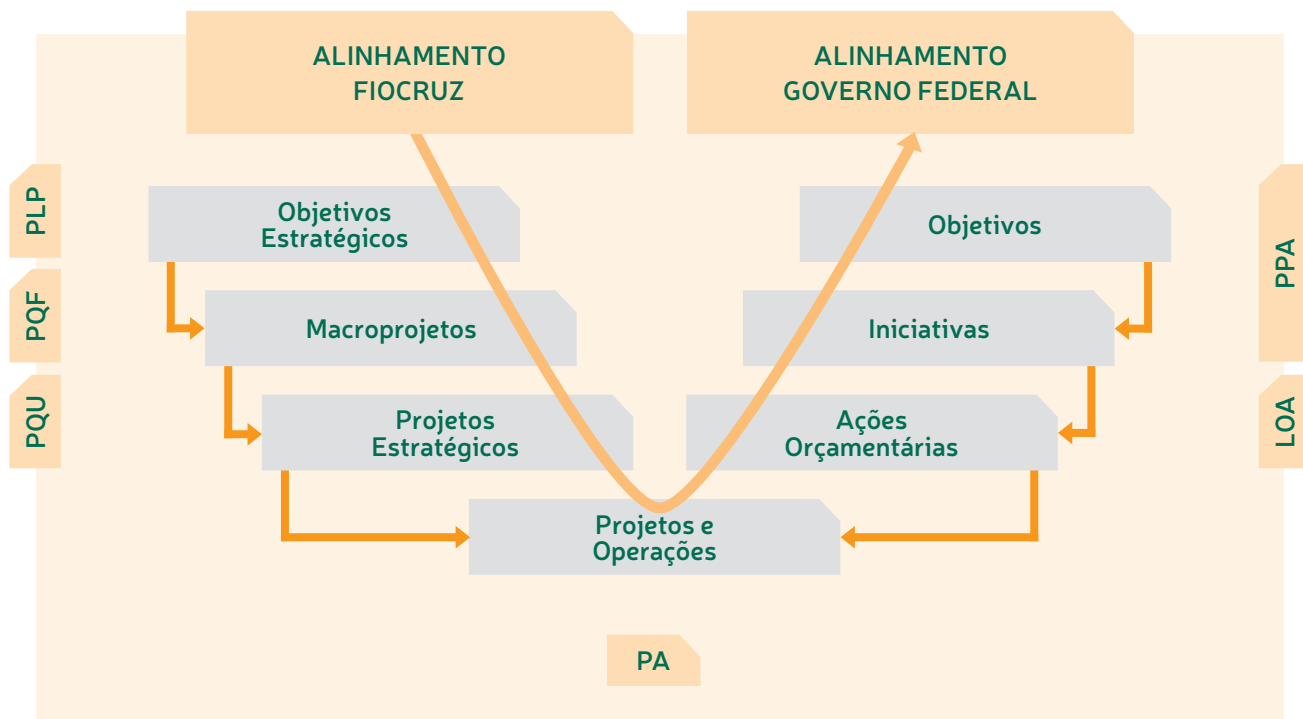 ALINHAMENTO
FIOCRUZ
ALINHAMENTO
GOVERNO FEDERAL
PLP
Objetivos
Estratégicos
Objetivos
PPA
PQF
Macroprojetos
Iniciativas
PQU
Projetos
Estratégicos
Ações
Orçamentárias
LOA
Projetos e
Operações
PA